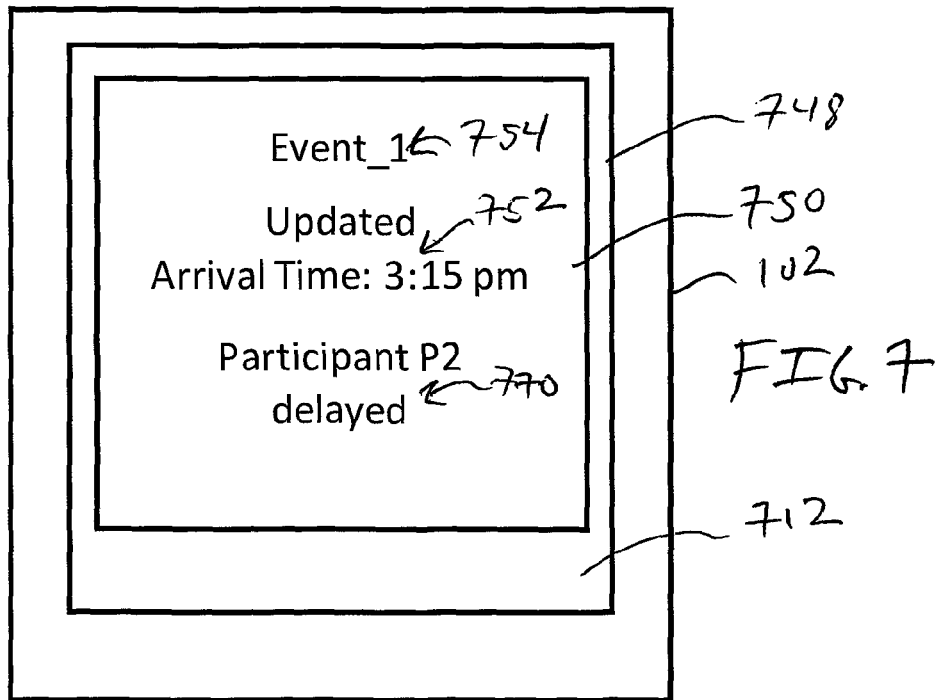 Event_1 754
748
Updated 752
750
Arrival Time: 3:15 pm
102
Participant P2
FIG. 7
delayed 770
712